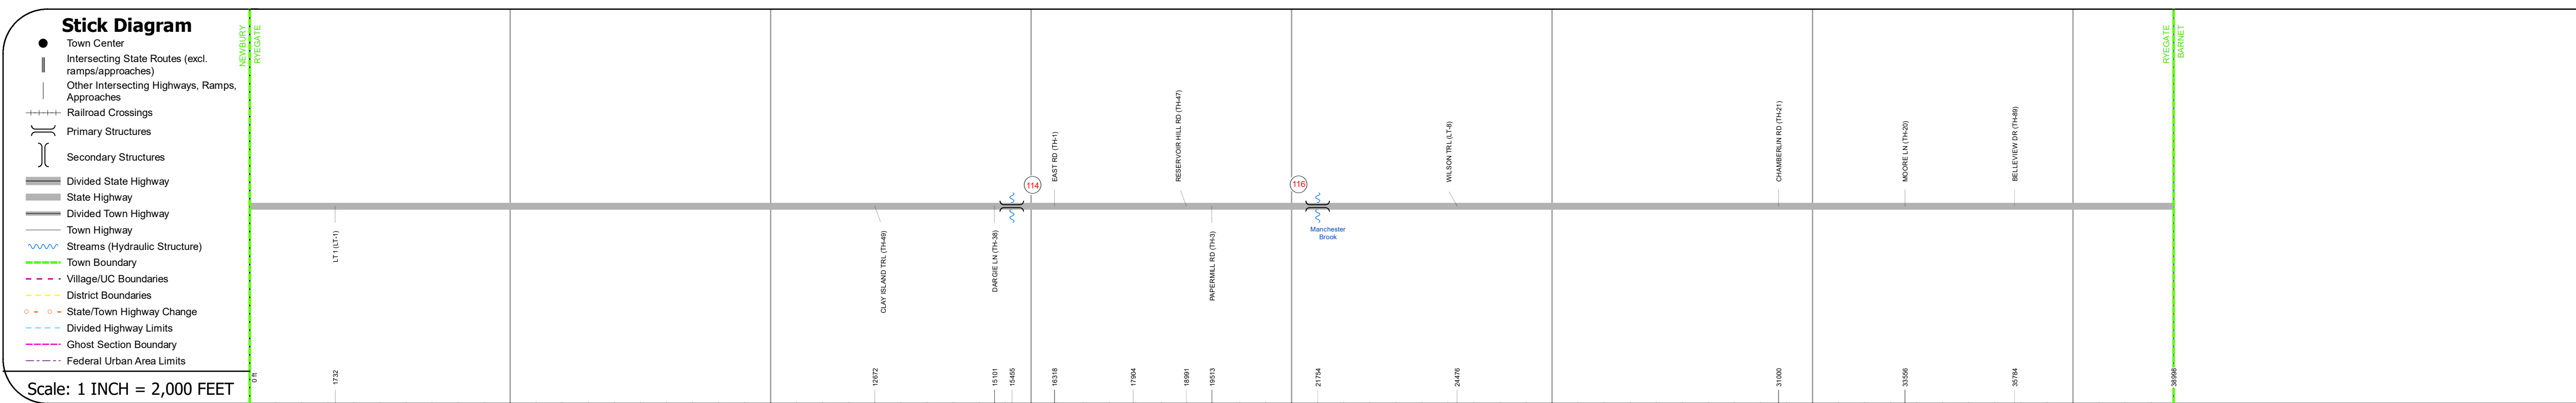 Stick Diagram
Town Center
Intersecting State Routes (excl.
ramps/approaches)
Other Intersecting Highways, Ramps,
Approaches
Railroad Crossings
Primary Structures
Secondary Structures
Divided State Highway
State Highway
Divided Town Highway
Town Highway
Streams (Hydraulic Structure)
Town Boundary
Village/UC Boundaries
District Boundaries
State/Town Highway Change
Divided Highway Limits
Ghost Section Boundary
Federal Urban Area Limits
Scale: 1 INCH = 2,000 FEET
NEWBURY
RYEGATE
LT 1 (LT-1)
CLAY ISLAND TRL (TH-49)
DARGIE LN (TH-38)
114
EAST RD (TH-1)
RESERVOIR HILL RD (TH-47)
PAPERMILL RD (TH-3)
116
Manchester
Brook
WILSON TRL (LT-8)
CHAMBERLIN RD (TH-21)
MOORE LN (TH-20)
BELLEVIEW DR (TH-89)
RYEGATE
BARNET
0 ft
1732
12672
15101
15455
16318
17904
18991
19513
21754
24476
31000
33556
35784
38998